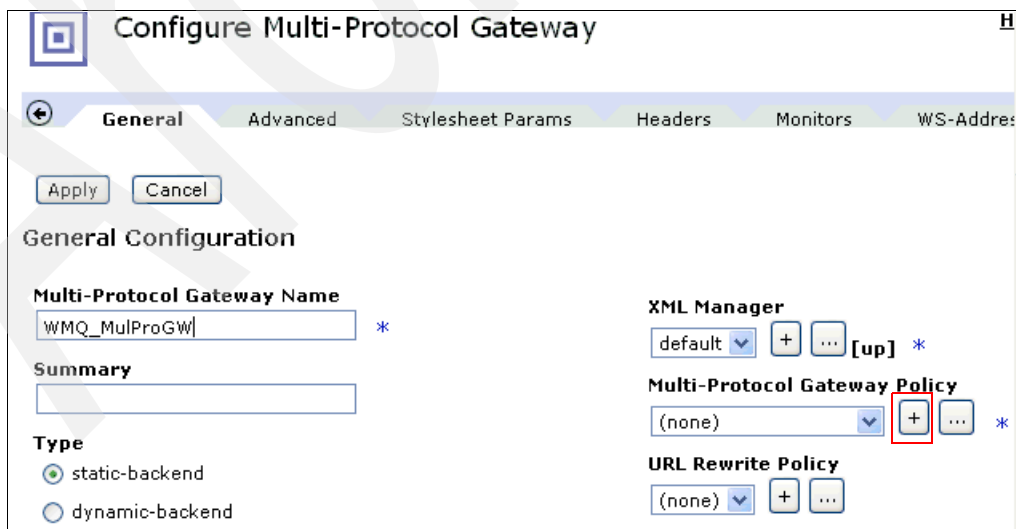 Configure Multi-Protocol Gateway
H
General Advanced Stylesheet Params Headers Monitors WS-Addres
Apply Cancel
General Configuration
Multi-Protocol Gateway Name
WMQ_MulProGW *
Summary
Type
static-backend
dynamic-backend
XML Manager
default + ... [up] *
Multi-Protocol Gateway Policy
(none) + ... *
URL Rewrite Policy
(none) + ...